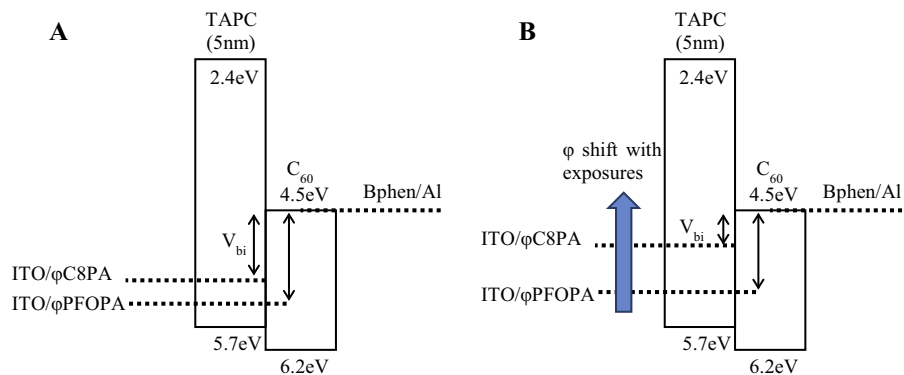 A
TAPC
(5nm)
2.4eV
C60
4.5eV
Bphen/Al
Vbi
ITO/φC8PA
ITO/φPFOPA
5.7eV
6.2eV
B
TAPC
(5nm)
2.4eV
φ shift with
exposures
C60
4.5eV
Bphen/Al
Vbi
ITO/φC8PA
ITO/φPFOPA
5.7eV
6.2eV